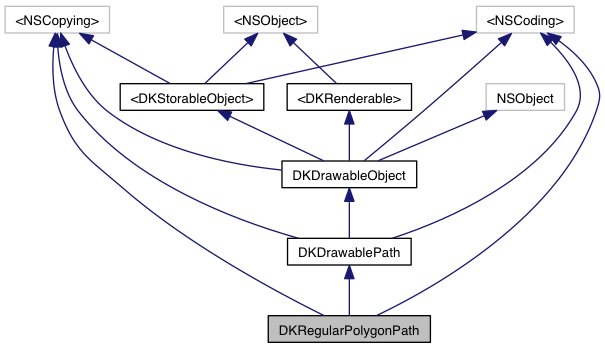 <NSCopying>
<NSObject>
<NSCoding>
<DKStorableObject>
<DKRenderable>
NSObject
DKDrawableObject
DKDrawablePath
DKRegularPolygonPath